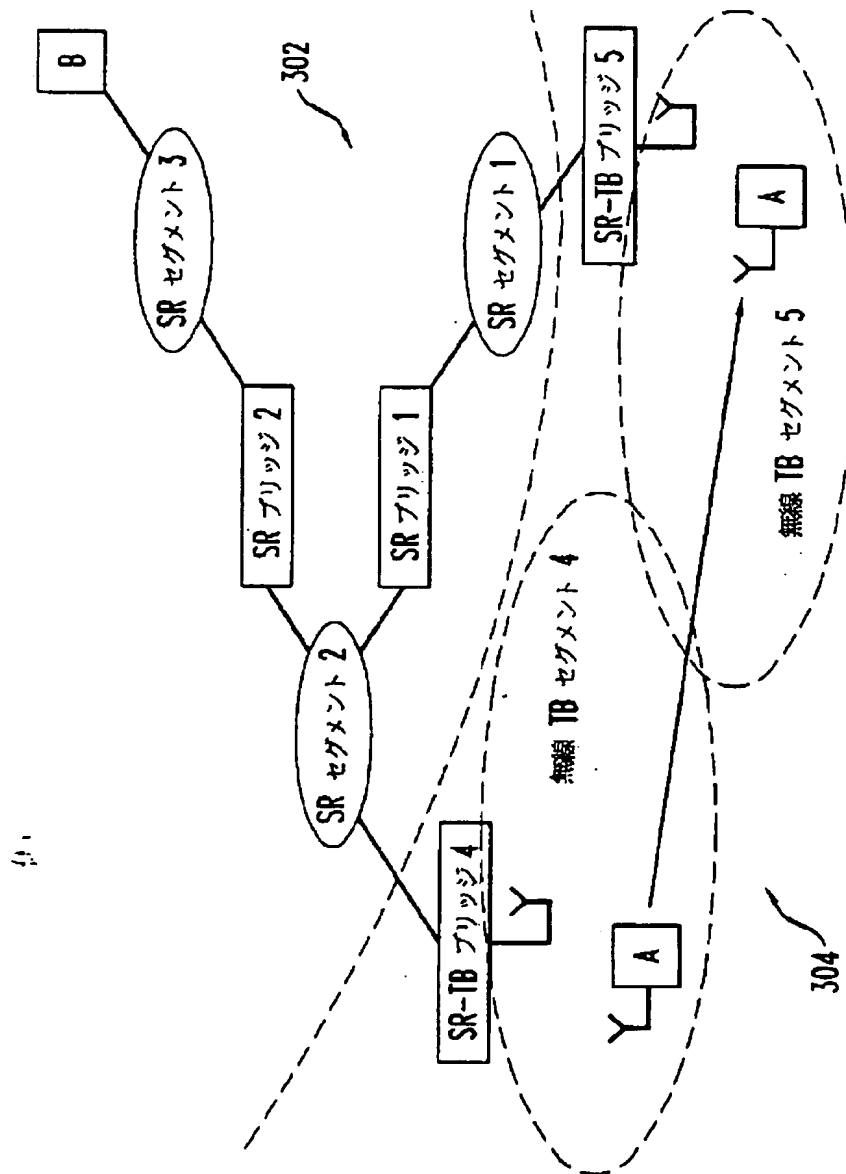 B
302
SR セグメント 3
SR-TB ブリッジ 5
SR セグメント 1
A
SR ブリッジ 2
SR ブリッジ 1
無線 TB セグメント 5
SR セグメント 2
無線 TB セグメント 4
SR-TB ブリッジ 4
A
304